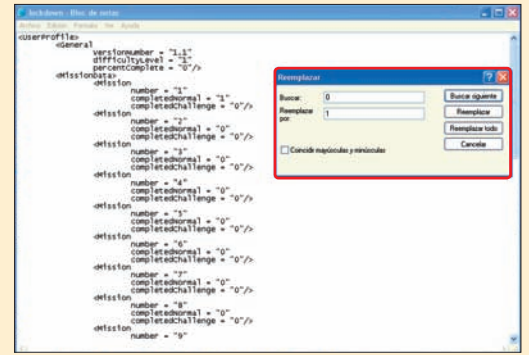 lockdown - Bloc de notas
Archivo Edición Formato Ver Ayuda
<UserProfile>
<General
versionNumber = "1.1"
difficultyLevel = "1"
percentComplete = "0"/>
<MissionData>
<Mission
number = "1"
completedNormal = "1"
completedChallenge = "0"/>
<Mission
number = "2"
completedNormal = "0"
completedChallenge = "0"/>
<Mission
number = "3"
completedNormal = "0"
completedChallenge = "0"/>
<Mission
number = "4"
completedNormal = "0"
completedChallenge = "0"/>
<Mission
number = "5"
completedNormal = "0"
completedChallenge = "0"/>
<Mission
number = "6"
completedNormal = "0"
completedChallenge = "0"/>
<Mission
number = "7"
completedNormal = "0"
completedChallenge = "0"/>
<Mission
number = "8"
completedNormal = "0"
completedChallenge = "0"/>
<Mission
number = "9"
Reemplazar
Buscar: 0
Buscar siguiente
Reemplazar por: 1
Reemplazar
Reemplazar todo
Cancelar
Coincidir mayúsculas y minúsculas